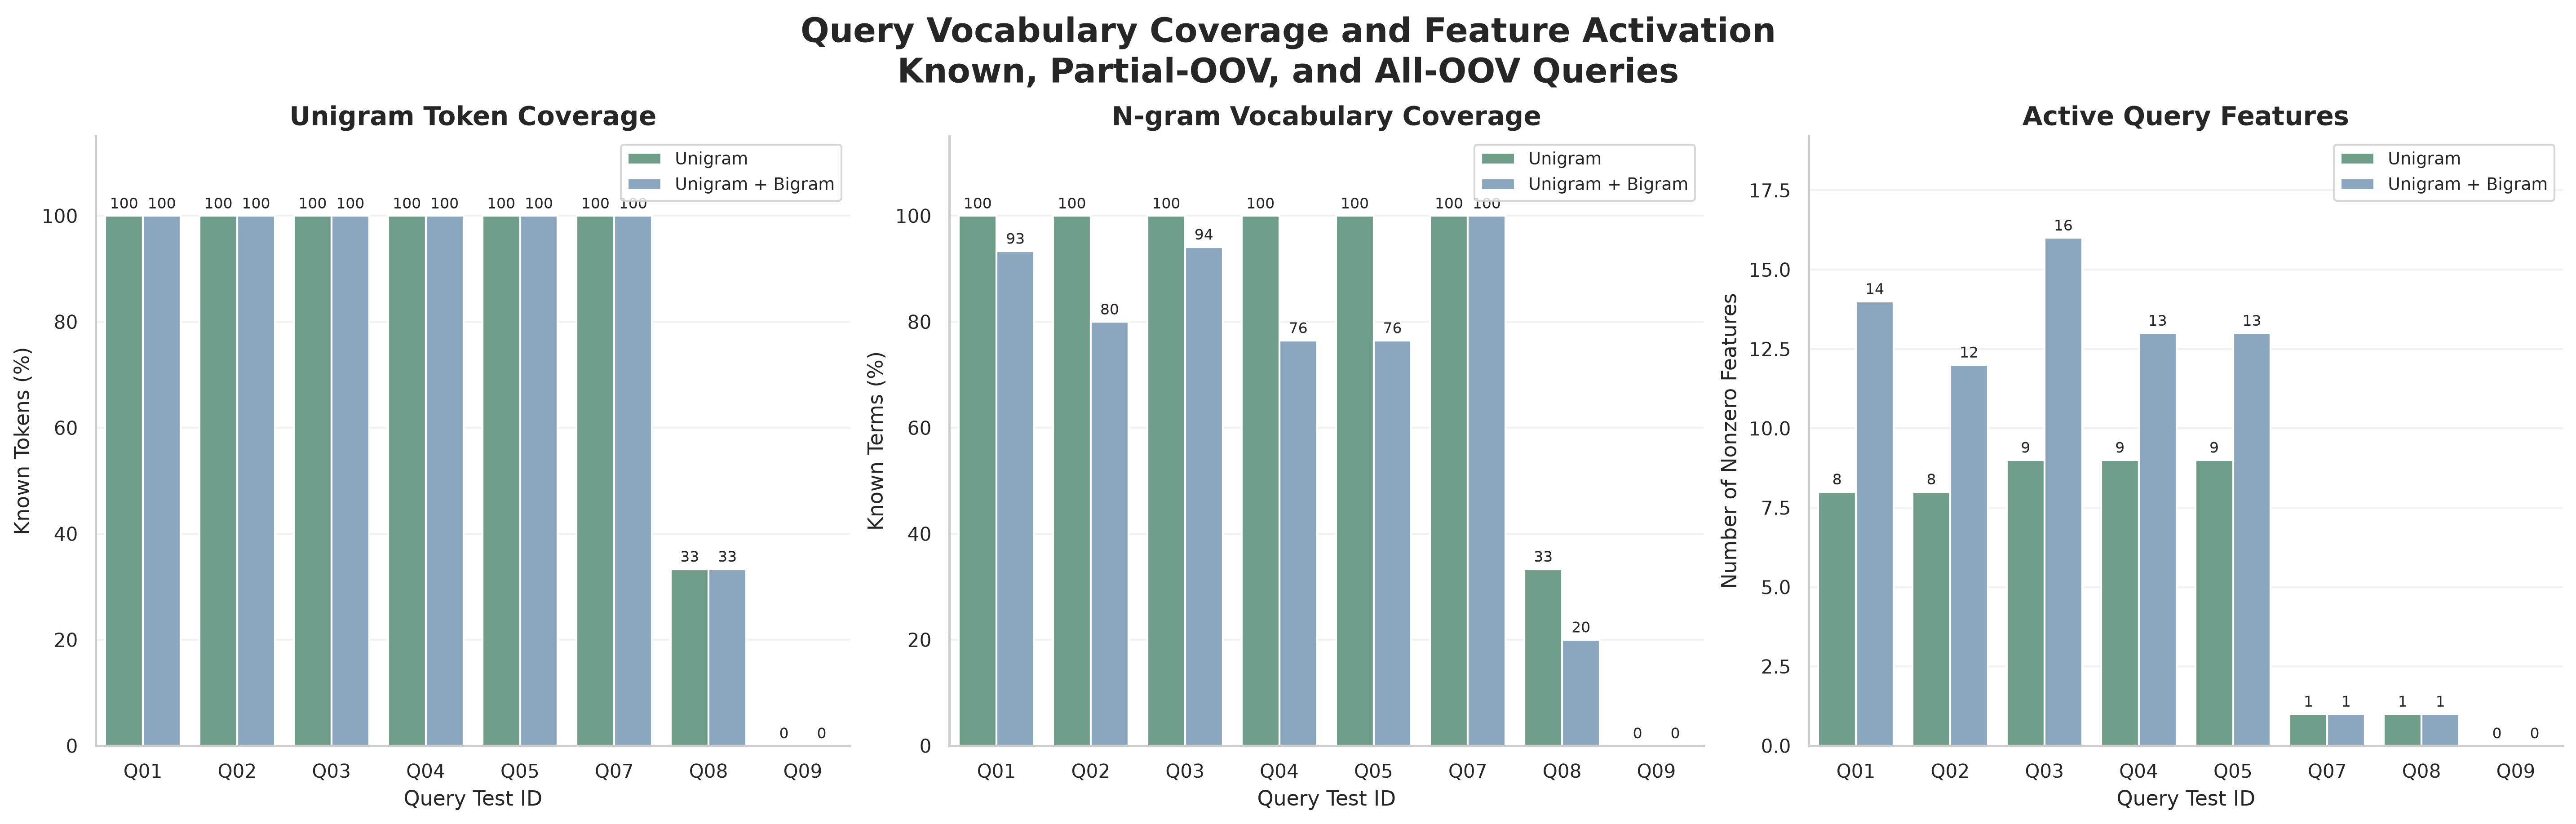 Query Vocabulary Coverage and Feature Activation
Known, Partial-OOV, and All-OOV Queries
Unigram Token Coverage
Unigram
Unigram + Bigram
100 100 100 100 100 100 100 100 100 100 100 100
33 33
0 0
100
80
60
40
20
0
Known Tokens (%)
Q01 Q02 Q03 Q04 Q05 Q07 Q08 Q09
Query Test ID
N-gram Vocabulary Coverage
Unigram
Unigram + Bigram
100 93 100 80 100 94 100 76 100 76 100 100
33 20
0 0
100
80
60
40
20
0
Known Terms (%)
Q01 Q02 Q03 Q04 Q05 Q07 Q08 Q09
Query Test ID
Active Query Features
Unigram
Unigram + Bigram
8 14 8 12 9 16 9 13 9 13
1 1 1 1
0 0
17.5
15.0
12.5
10.0
7.5
5.0
2.5
0.0
Number of Nonzero Features
Q01 Q02 Q03 Q04 Q05 Q07 Q08 Q09
Query Test ID